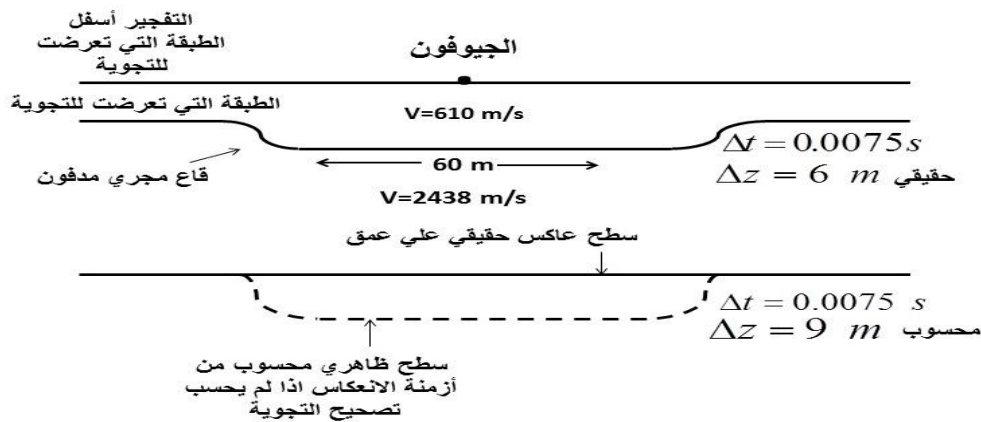 التفجير أسفل
الطبقة التي تعرضت
للتجوية
الجيوفون
الطبقة التي تعرضت للتجوية
V=610 m/s
قاع مجري مدفون
60 m
V=2438 m/s
Δt = 0.0075 s
Δz = 6 m حقيقي
سطح عاكس حقيقي علي عمق
Δt = 0.0075 s
Δz = 9 m محسوب
سطح ظاهري محسوب من
أزمنة الانعكاس اذا لم يحسب
تصحيح التجوية